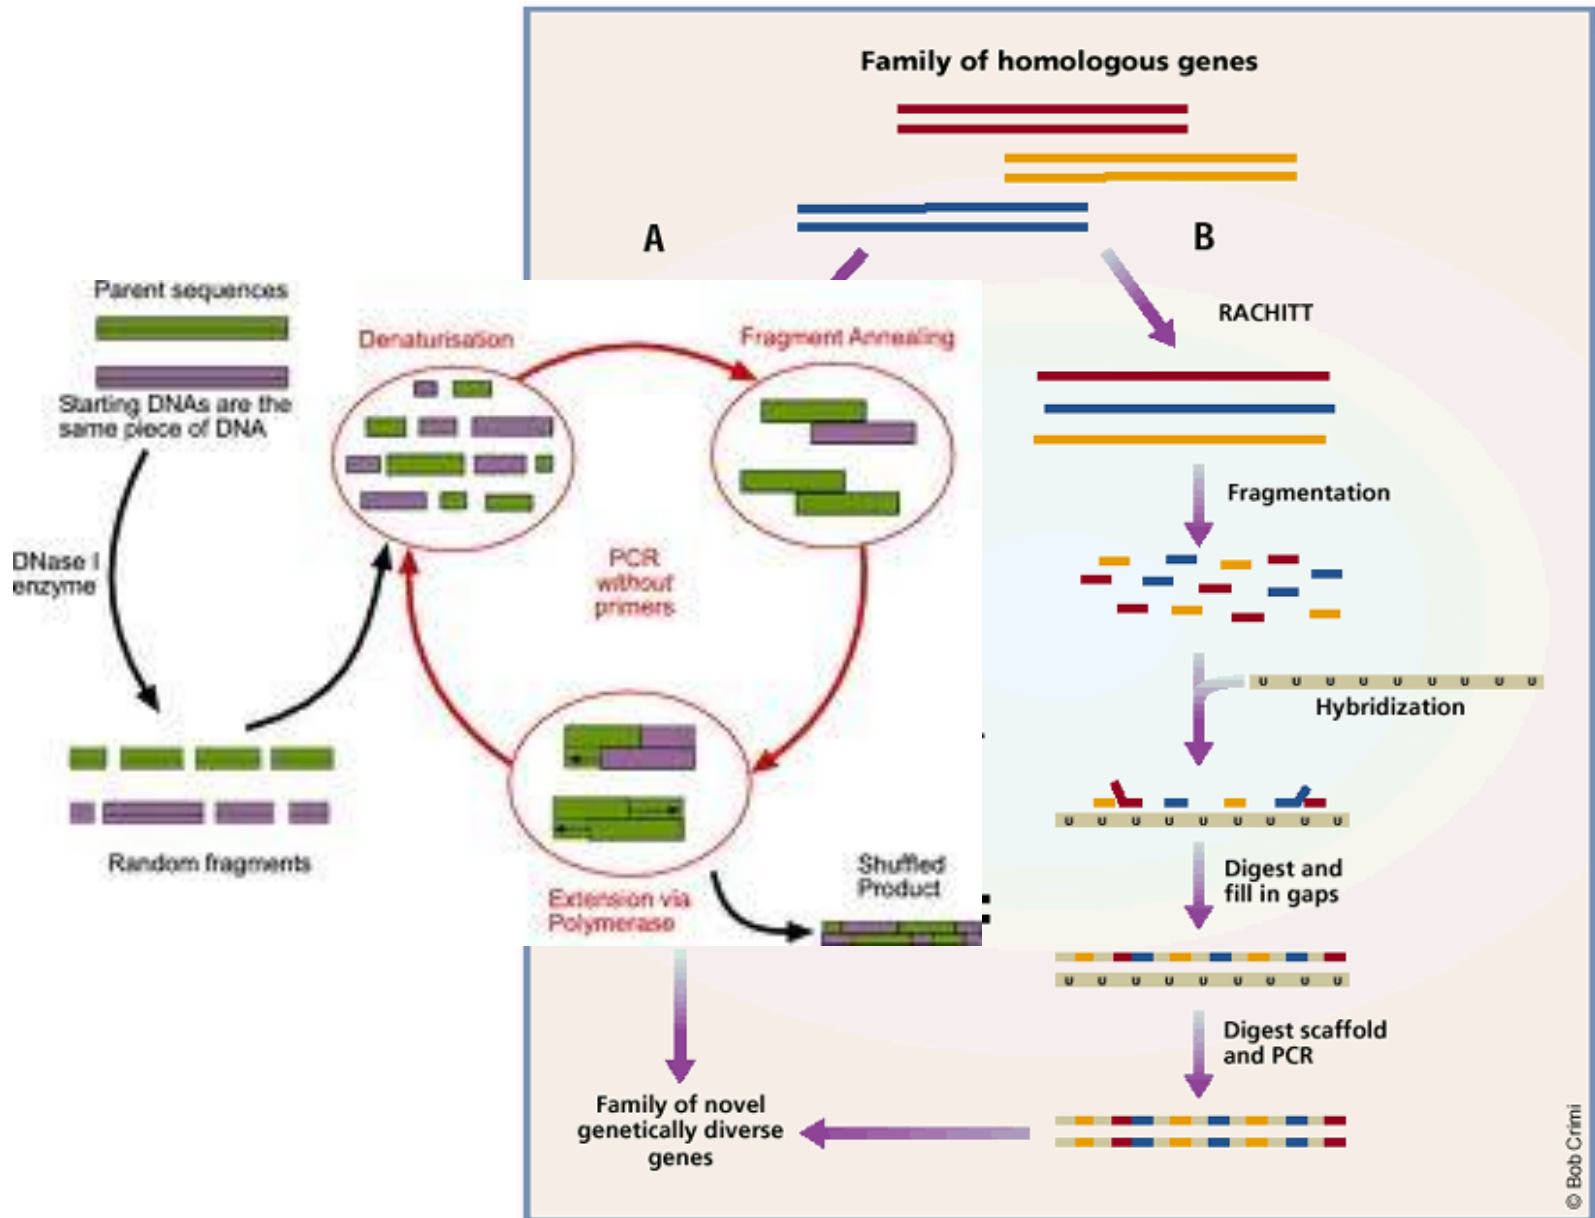 Family of homologous genes
A
B
Parent sequences
Starting DNAs are the
same piece of DNA
DNase I
enzyme
Random fragments
Denaturisation
Fragment Annealing
PCR
without
primers
Extension via
Polymerase
Shuffled
Product
RACHITT
Fragmentation
U U U U U U U U U
Hybridization
U U U U U U U U U
Digest and
fill in gaps
U U U U U U U U U
Digest scaffold
and PCR
Family of novel
genetically diverse
genes
© Bob Crimi